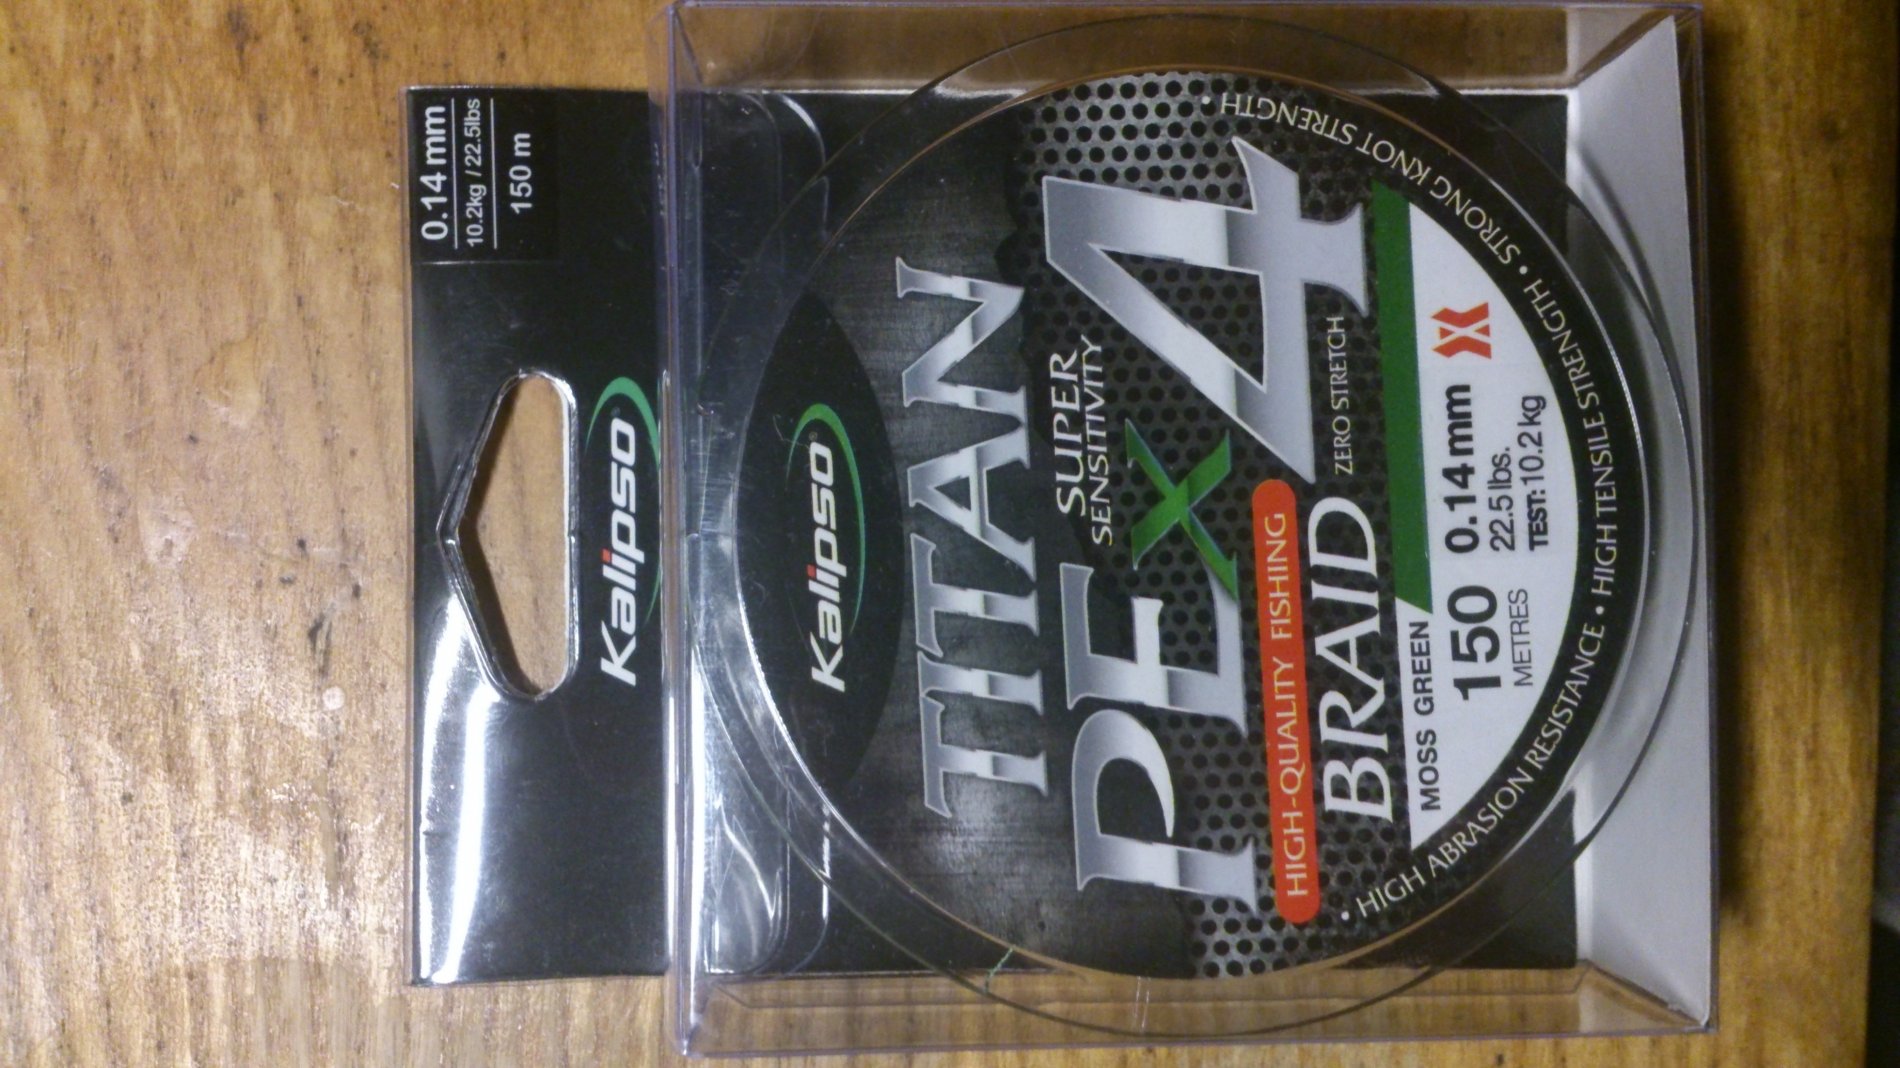 0.14 mm
10.2kg / 22.5lbs
150 m
Kalipso
Kalipso
TITAN
SUPER
SENSITIVITY
PE X 4
HIGH-QUALITY FISHING
ZERO STRETCH
BRAID
MOSS GREEN
150 0.14mm
METRES 22.5 lbs.
TEST: 10.2 kg
• HIGH ABRASION RESISTANCE • HIGH TENSILE STRENGTH • STRONG KNOT STRENGTH •